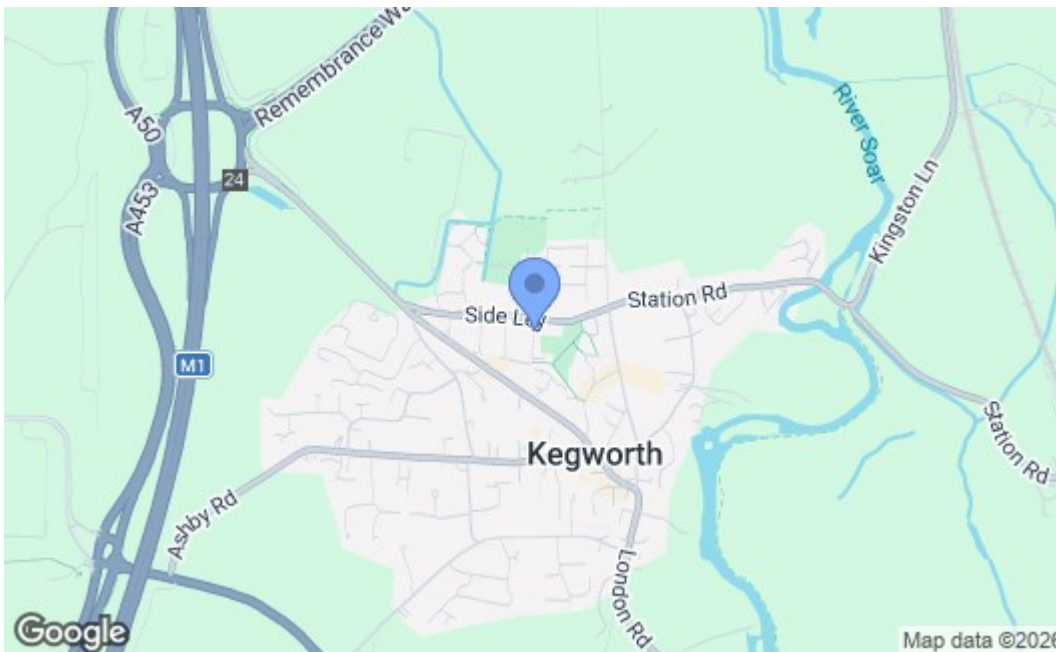 Remembrance Wa
A50
24
A453
River Soar
Kingston Ln
Station Rd
Side Ley
M1
Kegworth
Station Rd
Ashby Rd
London Rd
Google
Map data ©2026